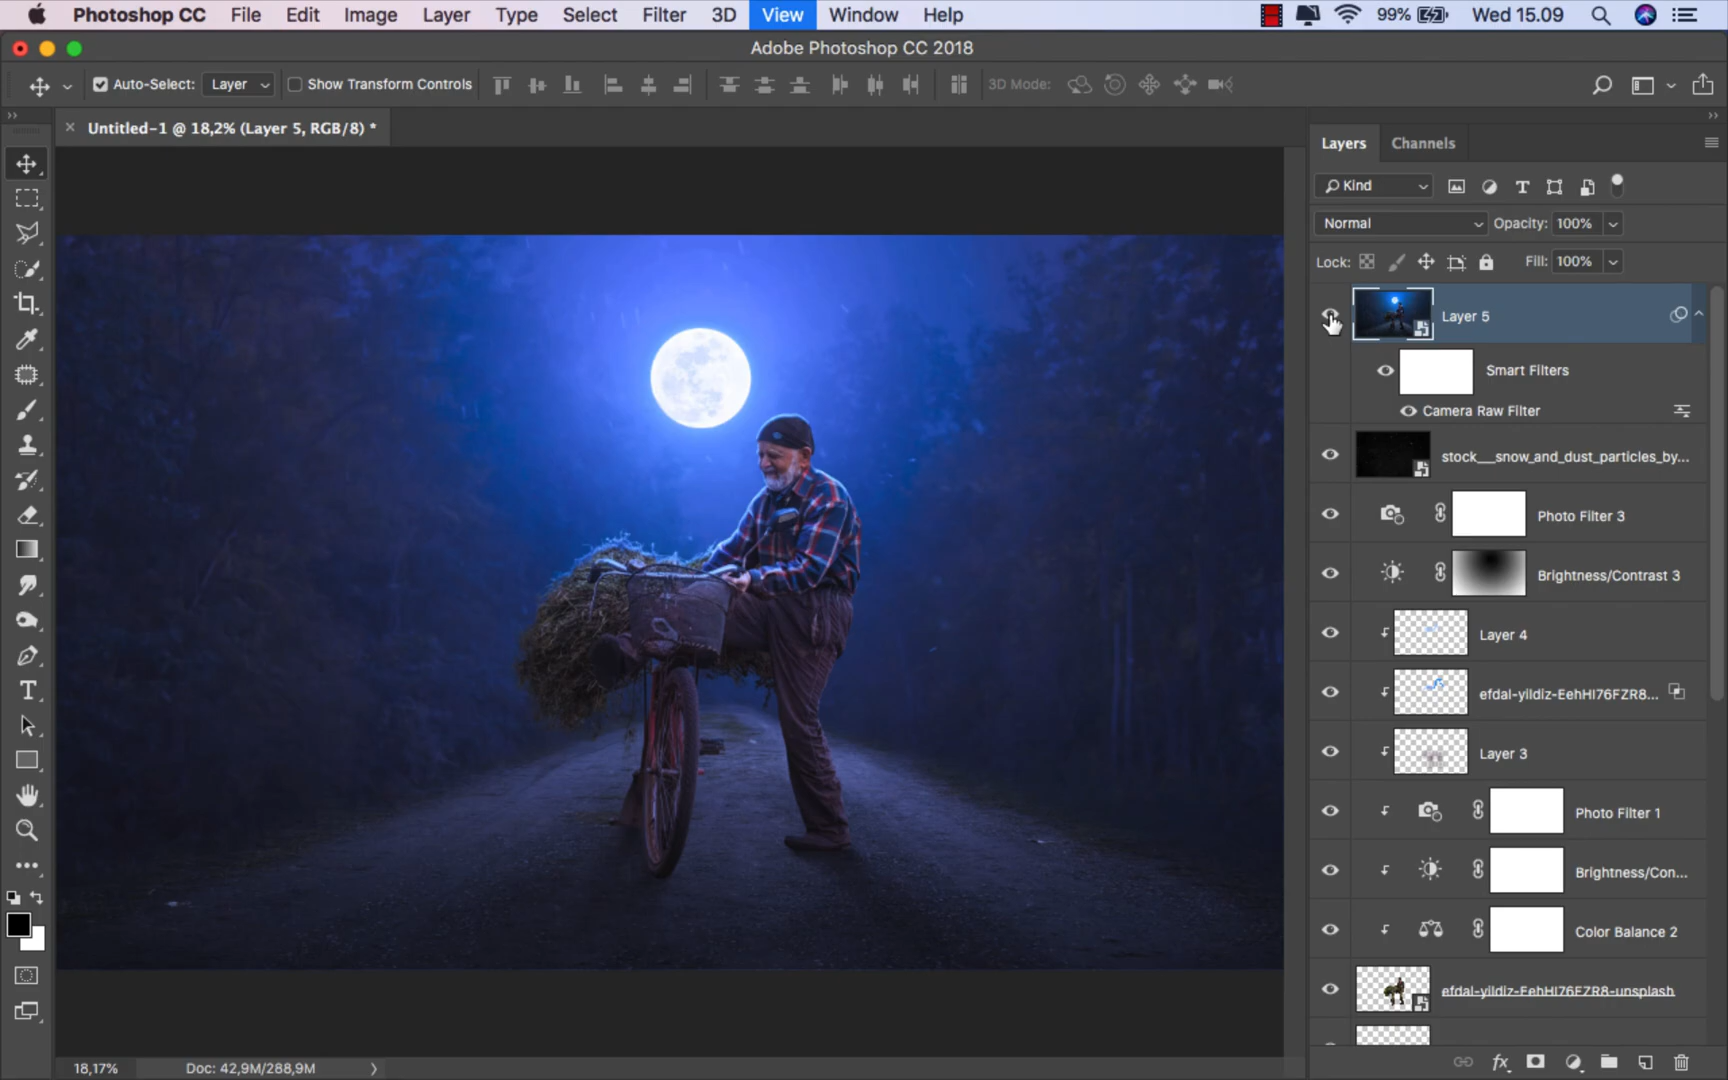 Photoshop CC File Edit Image Layer Type Select Filter 3D View Window Help 99% Wed 15.09
Adobe Photoshop CC 2018
Auto-Select: Layer Show Transform Controls 3D Mode:
Untitled-1 @ 18,2% (Layer 5, RGB/8) *
Layers Channels
Kind
Normal Opacity: 100%
Lock: Fill: 100%
Layer 5
Smart Filters
Camera Raw Filter
stock__snow_and_dust_particles_by...
Photo Filter 3
Brightness/Contrast 3
Layer 4
efdal-yildiz-EehHI76FZR8...
Layer 3
Photo Filter 1
Brightness/Con...
Color Balance 2
efdal-yildiz-EehHI76FZR8-unsplash
18,17% Doc: 42,9M/288,9M